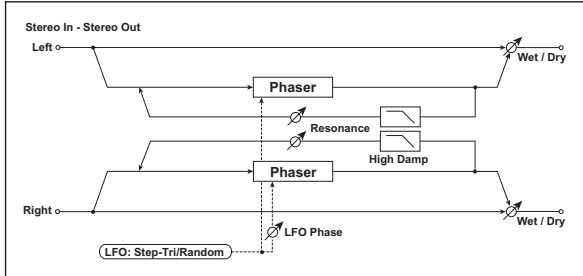 Stereo In - Stereo Out
Left
Wet / Dry
Phaser
Resonance
High Damp
Phaser
Right
Wet / Dry
LFO Phase
LFO: Step-Tri/Random